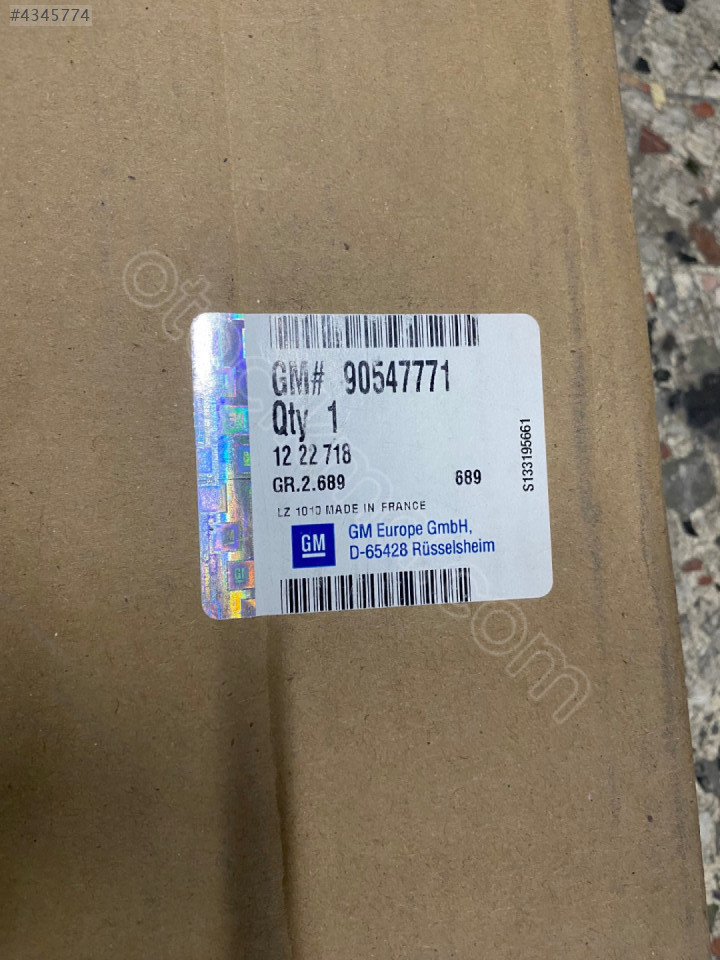 #4345774
GM# 90547771
Qty 1
12 22 718
GR.2.689 689
S133195661
LZ 1010 MADE IN FRANCE
GM
GM Europe GmbH,
D-65428 Rüsselsheim